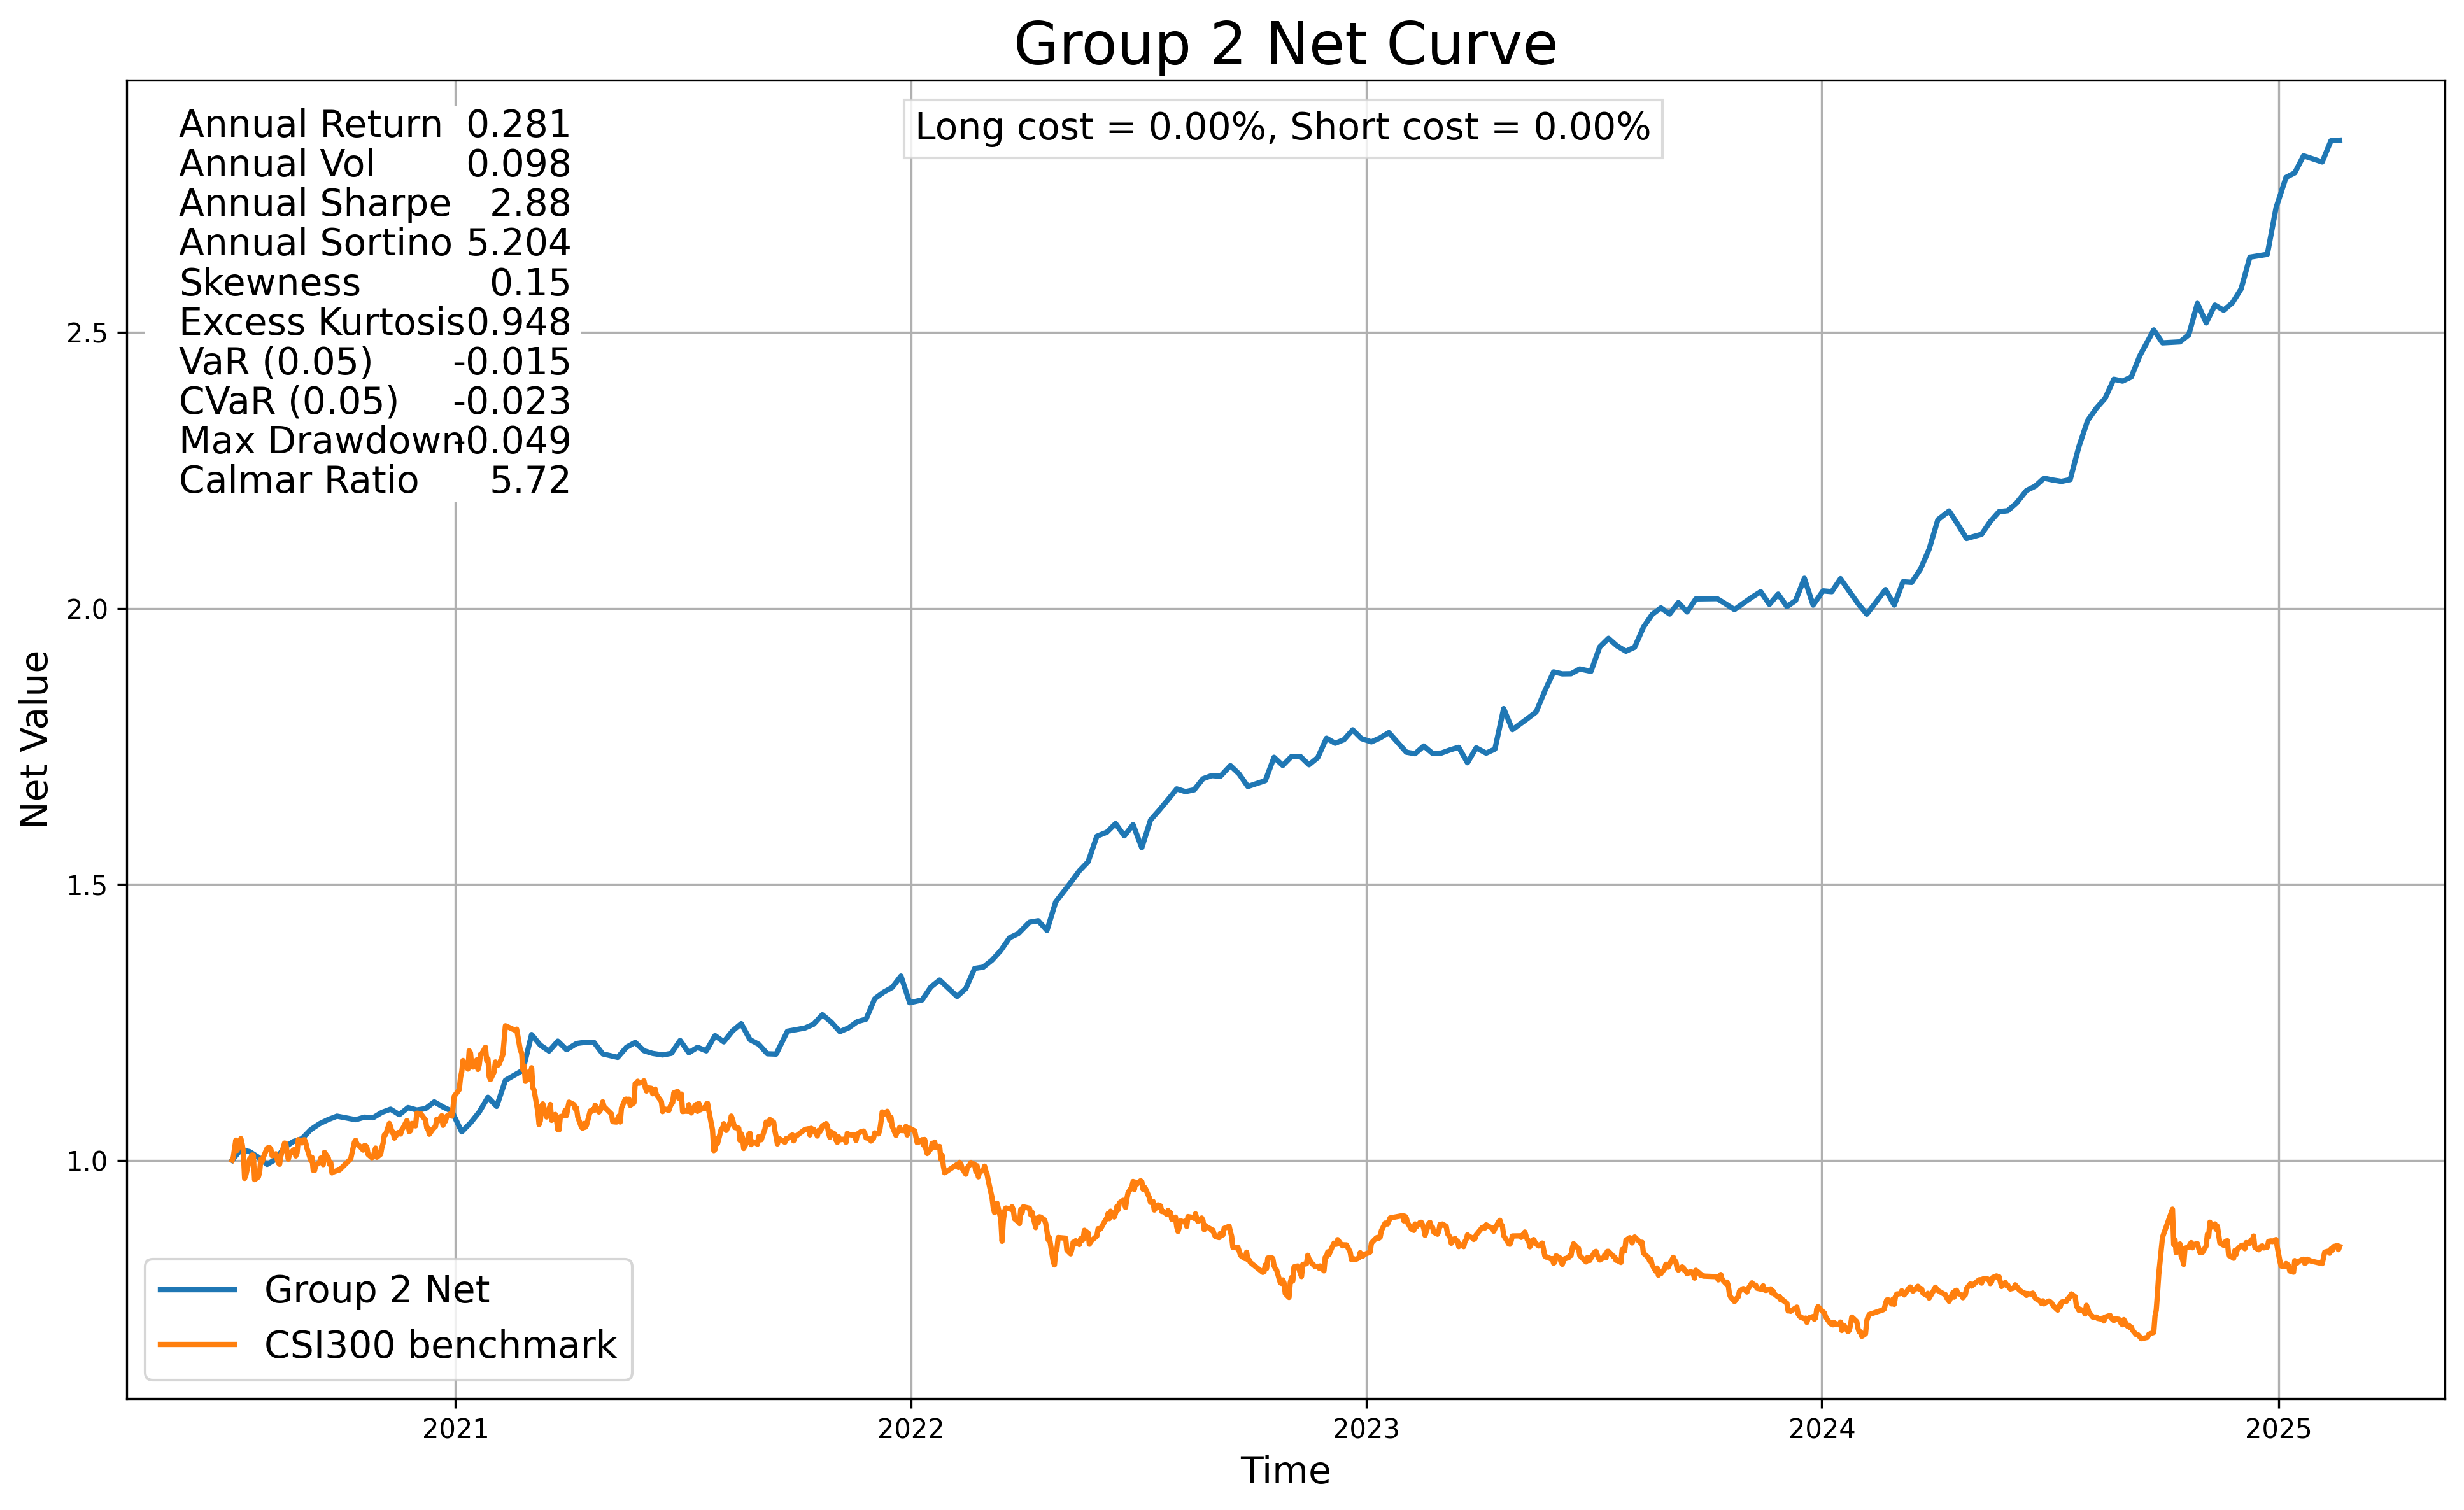 Group 2 Net Curve
Long cost = 0.00%, Short cost = 0.00%
Annual Return 0.281
Annual Vol 0.098
Annual Sharpe 2.88
Annual Sortino 5.204
Skewness 0.15
Excess Kurtosis 0.948
VaR (0.05) -0.015
CVaR (0.05) -0.023
Max Drawdown -0.049
Calmar Ratio 5.72
Net Value
2.5
2.0
1.5
1.0
Group 2 Net
CSI300 benchmark
2021 2022 2023 2024 2025
Time